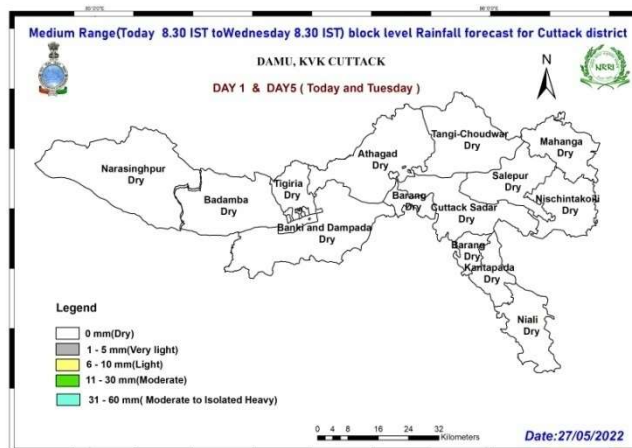 Medium Range(Today 8.30 IST toWednesday 8.30 IST) block level Rainfall forecast for Cuttack district
DAMU, KVK CUTTACK
DAY 1 & DAY5 ( Today and Tuesday )
N
NRRI
Tangi-Choudwar
Dry
Mahanga
Dry
Athagad
Dry
Narasinghpur
Dry
Salepur
Dry
Tigiria
Dry
Badamba
Dry
Barang
Dry
Cuttack Sadar
Dry
Nischintakoili
Dry
Banki and Dampada
Dry
Barang
Dry
Kantapada
Dry
Niali
Dry
Legend
0 mm(Dry)
1 - 5 mm(Very light)
6 - 10 mm(Light)
11 - 30 mm(Moderate)
31 - 60 mm( Moderate to Isolated Heavy)
0 4 8 16 24 32
Kilometers
Date:27/05/2022